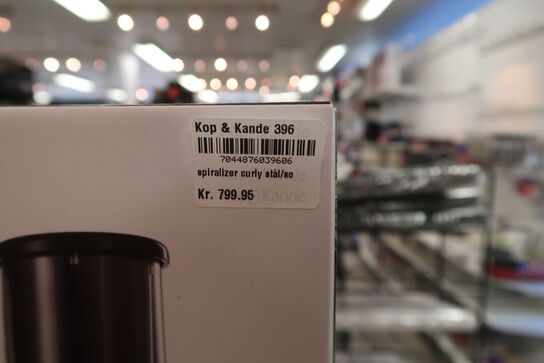 Kop & Kande 396
7044876039606
spiralizer curly stål/so
Kr. 799.95